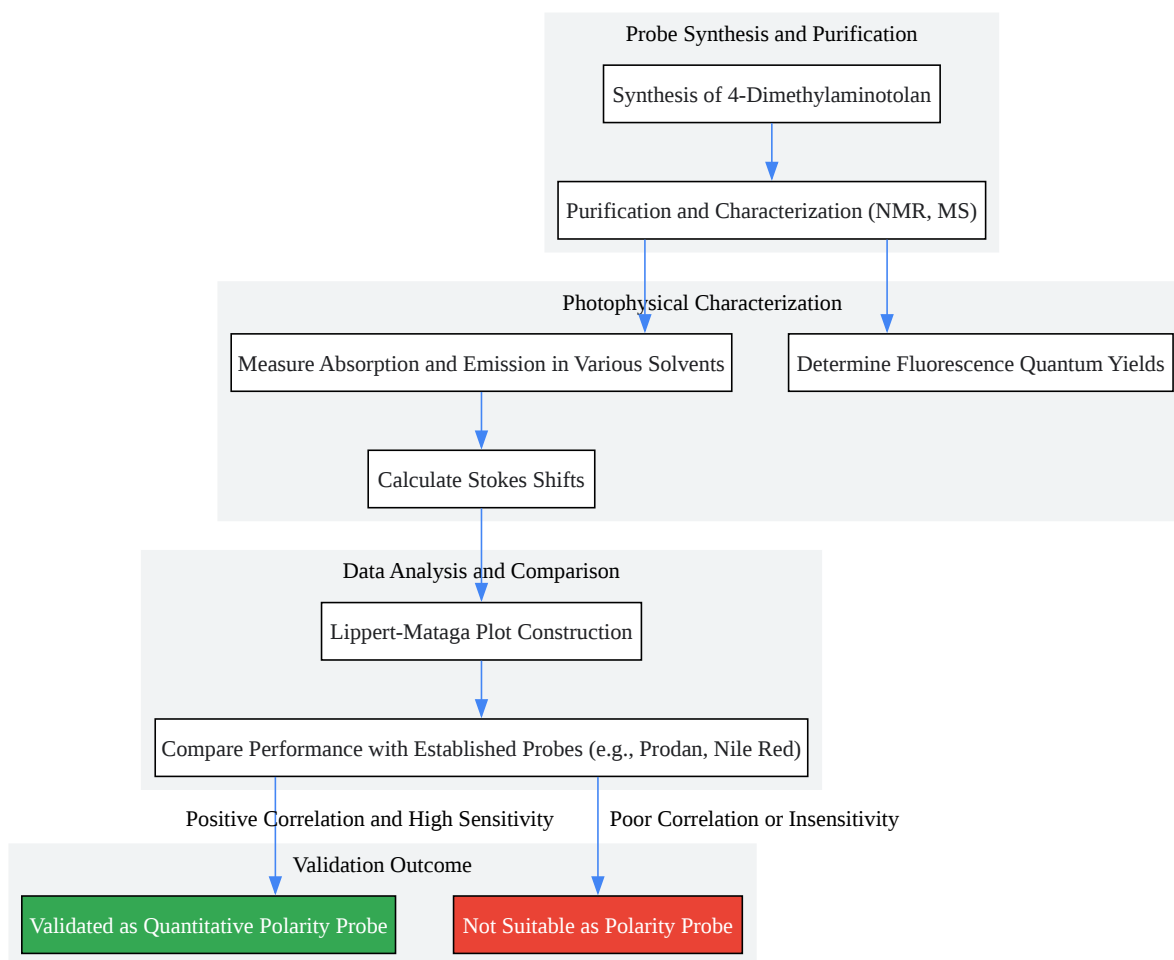 Probe Synthesis and Purification
Synthesis of 4-Dimethylaminotolan
Purification and Characterization (NMR, MS)
Photophysical Characterization
Measure Absorption and Emission in Various Solvents
Determine Fluorescence Quantum Yields
Calculate Stokes Shifts
Data Analysis and Comparison
Lippert-Mataga Plot Construction
Compare Performance with Established Probes (e.g., Prodan, Nile Red)
Positive Correlation and High Sensitivity
Poor Correlation or Insensitivity
Validation Outcome
Validated as Quantitative Polarity Probe
Not Suitable as Polarity Probe